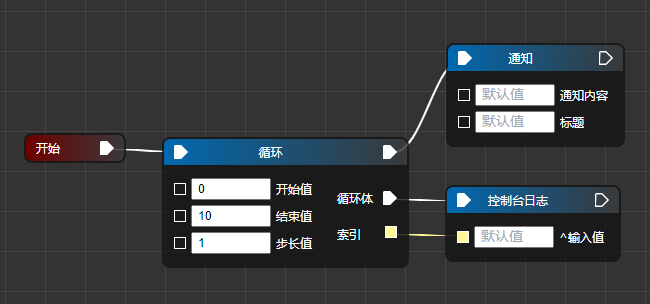 开始
循环
0 开始值
10 结束值
1 步长值
循环体
索引
通知
默认值 通知内容
默认值 标题
控制台日志
默认值 ^输入值